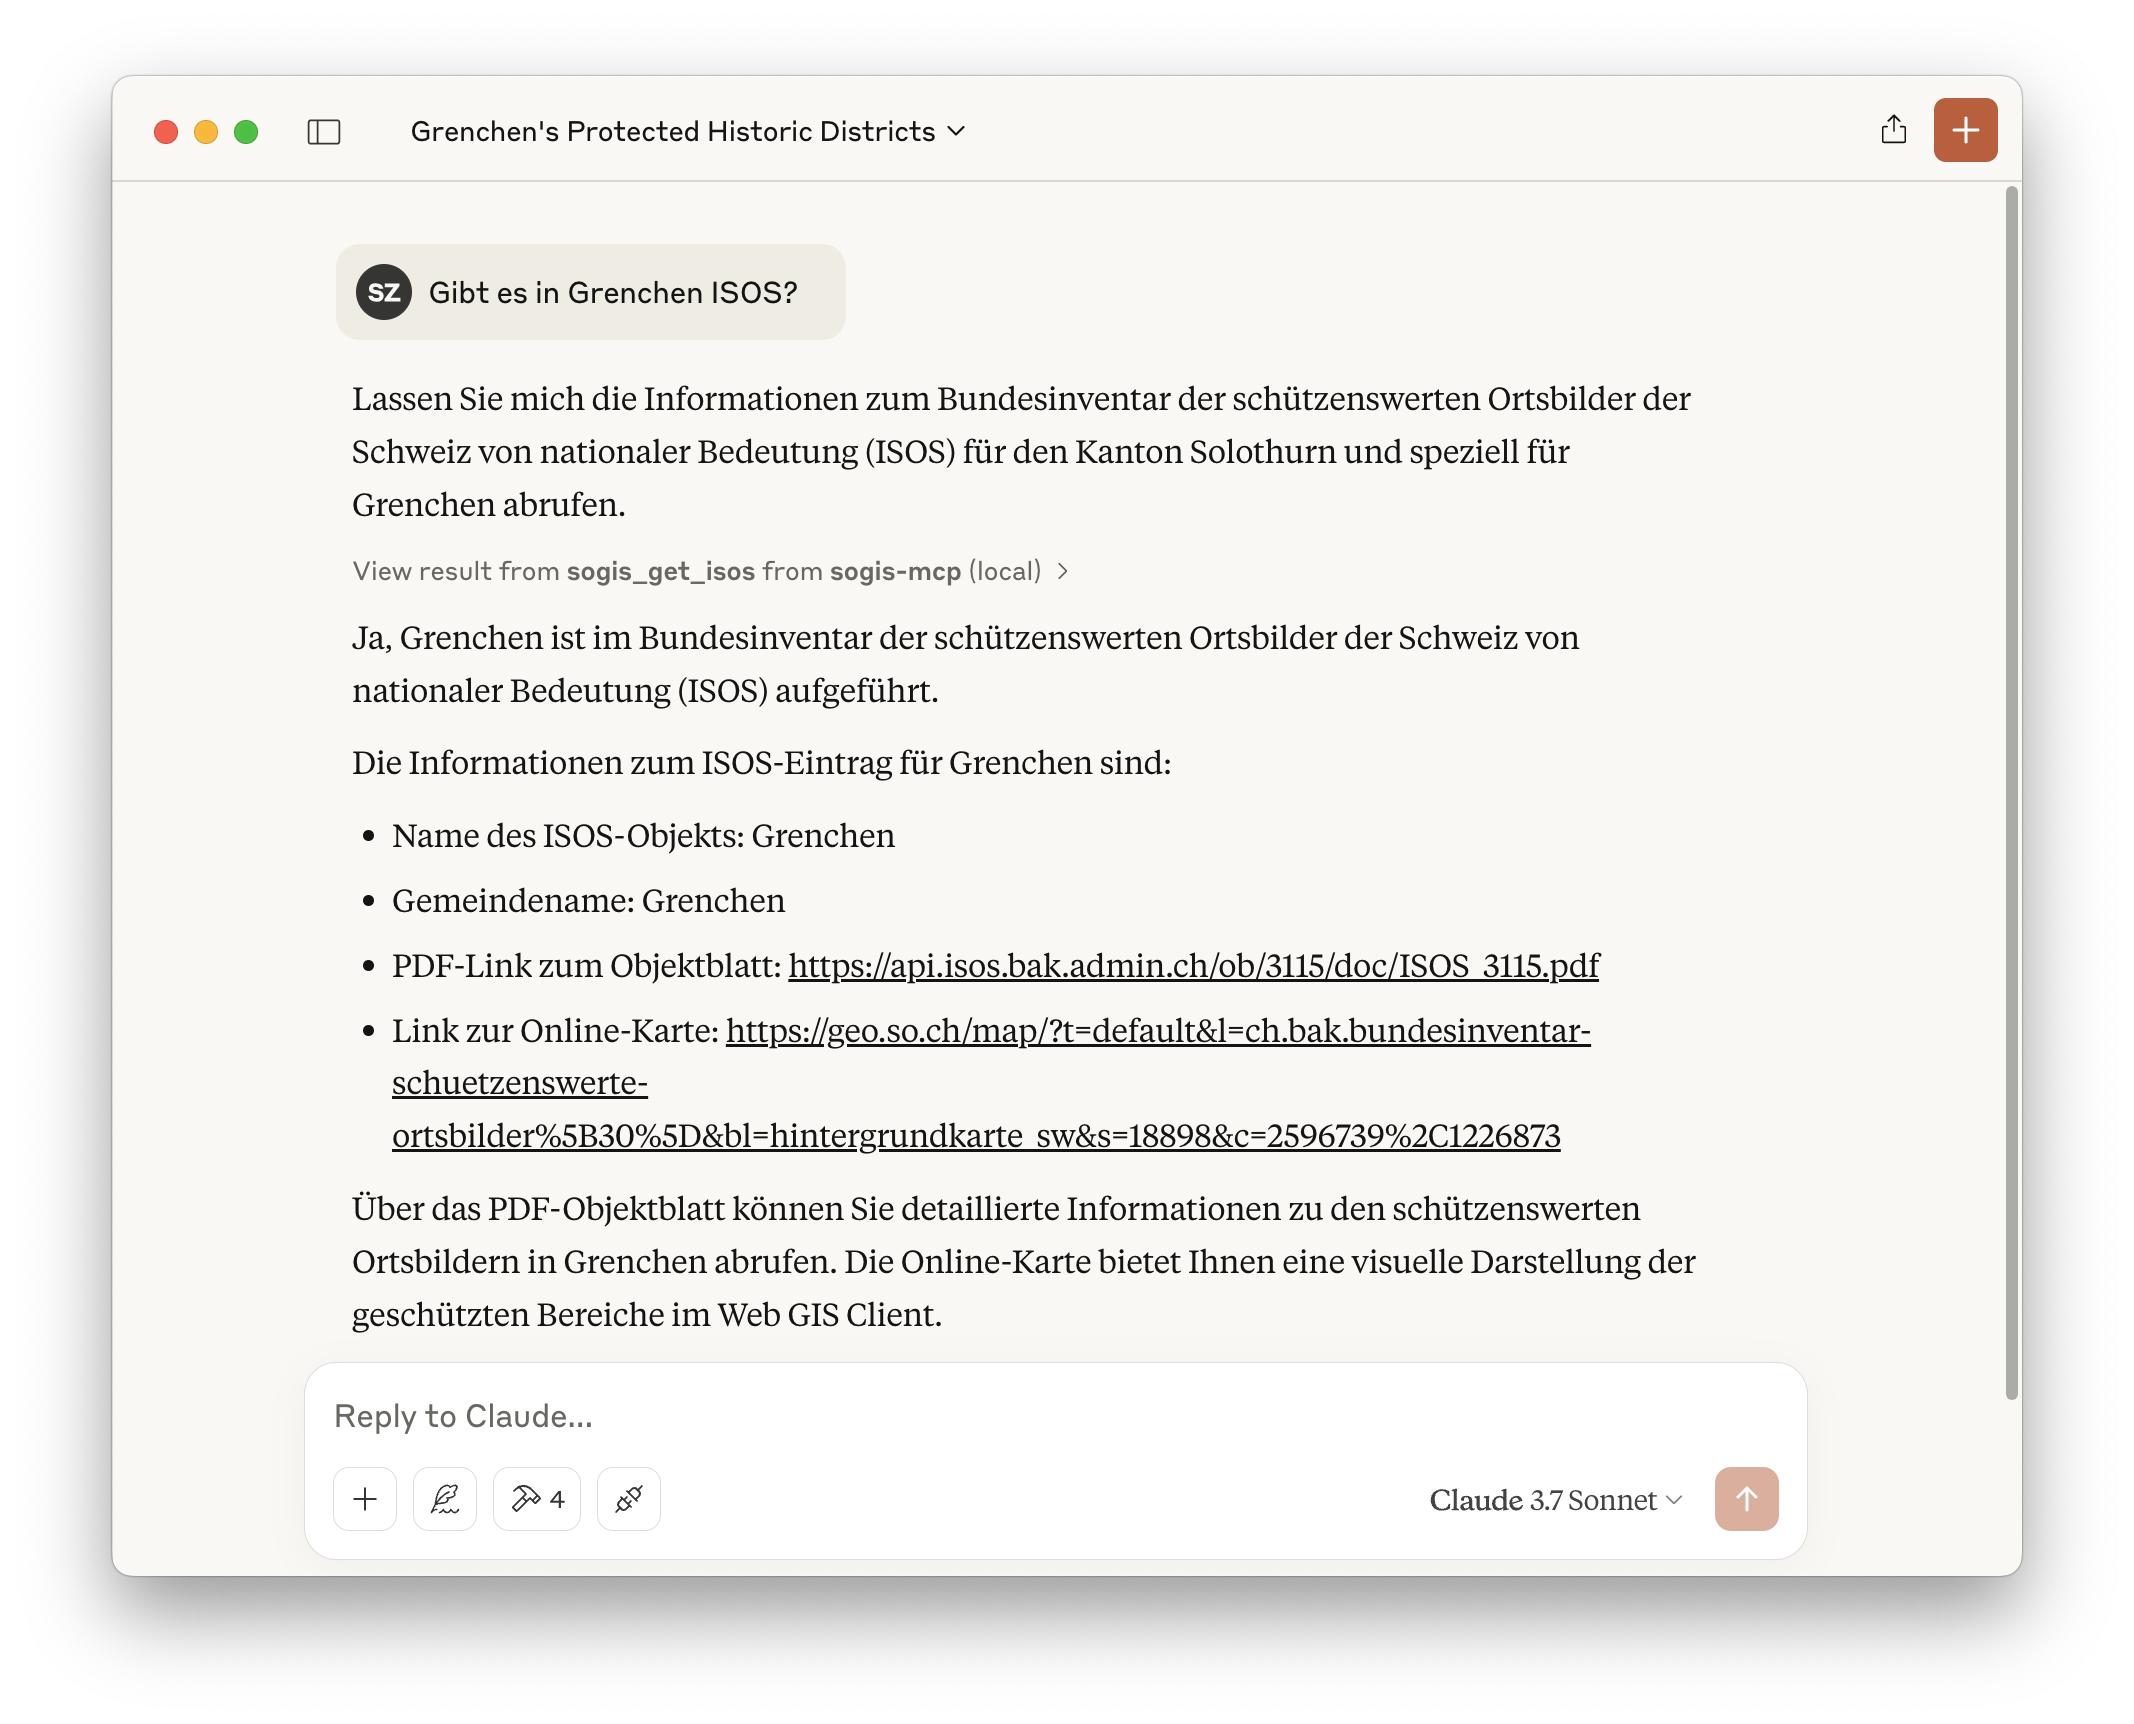 Grenchen's Protected Historic Districts
SZ Gibt es in Grenchen ISOS?
Lassen Sie mich die Informationen zum Bundesinventar der schützenswerten Ortsbilder der
Schweiz von nationaler Bedeutung (ISOS) für den Kanton Solothurn und speziell für
Grenchen abrufen.
View result from sogis_get_isos from sogis-mcp (local)
Ja, Grenchen ist im Bundesinventar der schützenswerten Ortsbilder der Schweiz von
nationaler Bedeutung (ISOS) aufgeführt.
Die Informationen zum ISOS-Eintrag für Grenchen sind:
• Name des ISOS-Objekts: Grenchen
• Gemeindename: Grenchen
• PDF-Link zum Objektblatt: https://api.isos.bak.admin.ch/ob/3115/doc/ISOS_3115.pdf
• Link zur Online-Karte: https://geo.so.ch/map/?t=default&l=ch.bak.bundesinventar-
schuetzenswerte-
ortsbilder%5B30%5D&bl=hintergrundkarte_sw&s=18898&c=2596739%2C1226873
Über das PDF-Objektblatt können Sie detaillierte Informationen zu den schützenswerten
Ortsbildern in Grenchen abrufen. Die Online-Karte bietet Ihnen eine visuelle Darstellung der
geschützten Bereiche im Web GIS Client.
Reply to Claude...
4
Claude 3.7 Sonnet